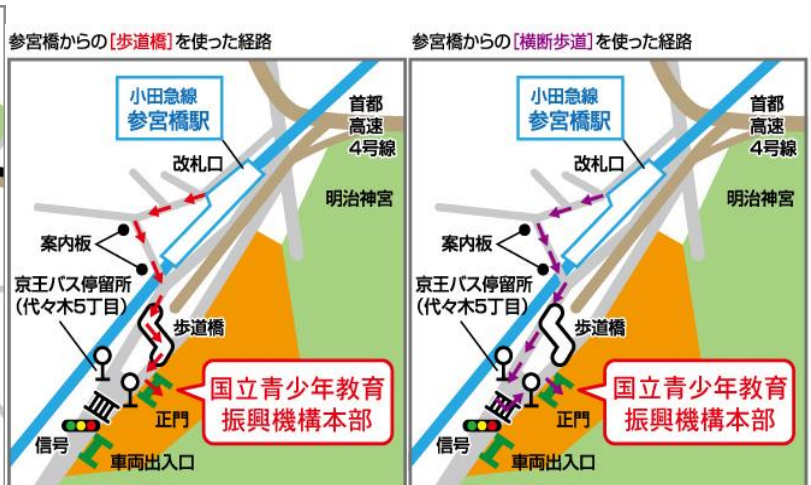 参宮橋からの[歩道橋]を使った経路
小田急線
参宮橋駅
首都
高速
4号線
改札口
明治神宮
案内板
京王バス停留所
(代々木5丁目)
歩道橋
国立青少年教育
振興機構本部
正門
信号
車両出入口
参宮橋からの[横断歩道]を使った経路
小田急線
参宮橋駅
首都
高速
4号線
改札口
明治神宮
案内板
京王バス停留所
(代々木5丁目)
歩道橋
国立青少年教育
振興機構本部
正門
信号
車両出入口